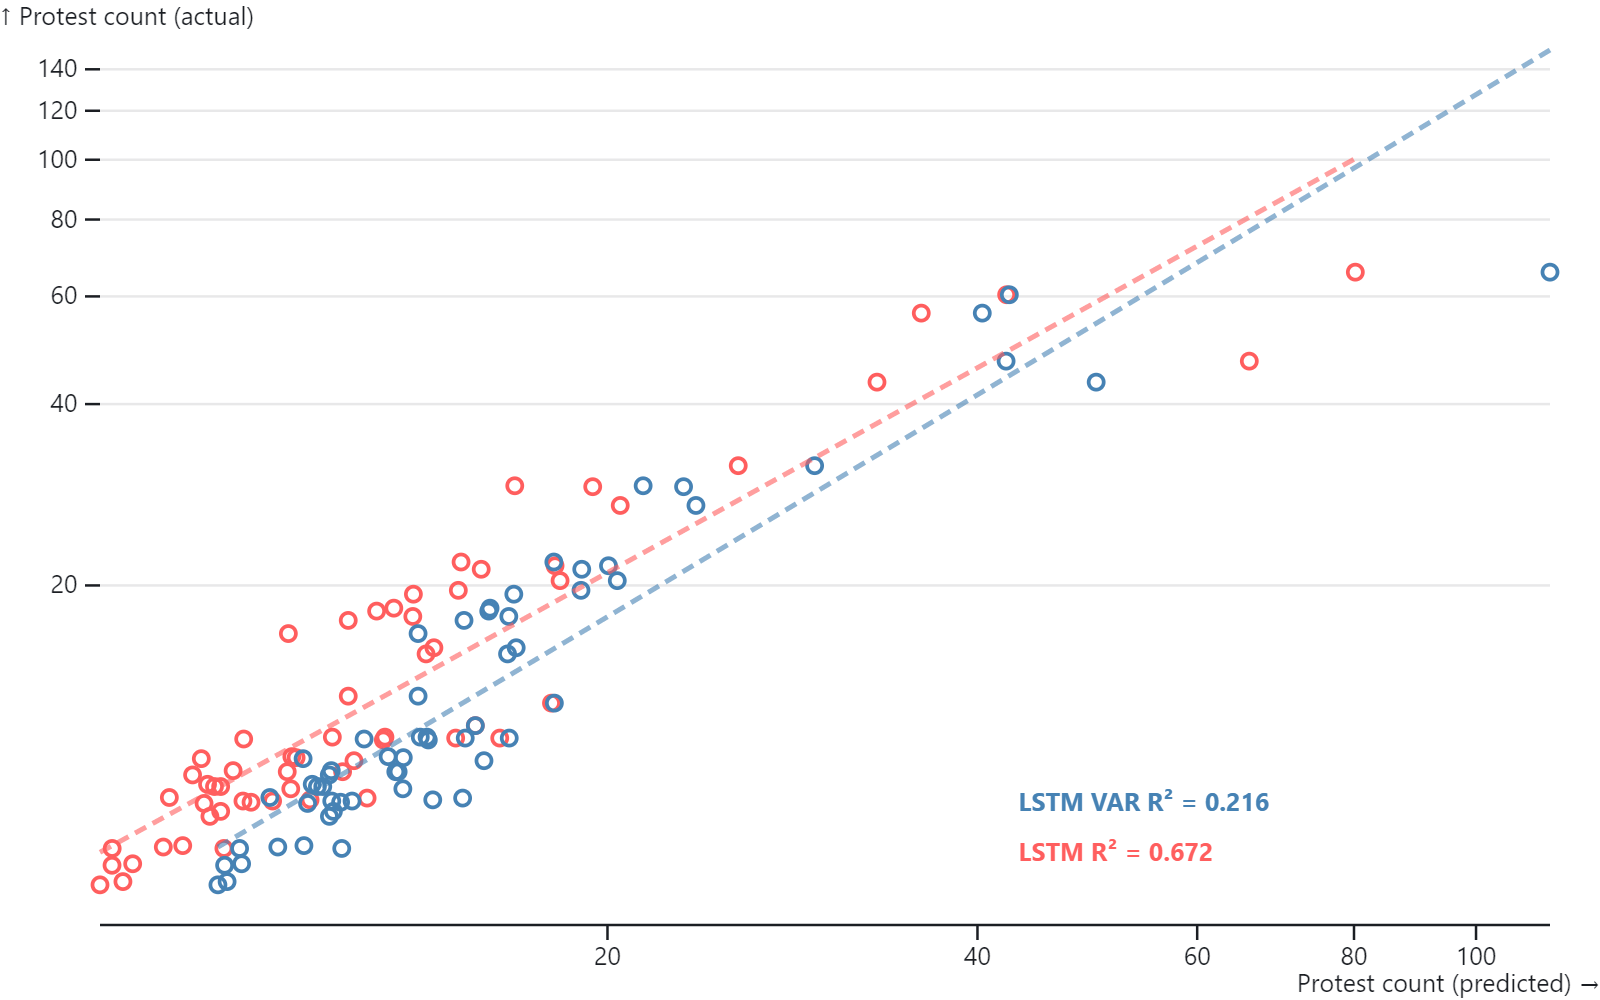 ↑ Protest count (actual)
140
120
100
80
60
40
20
LSTM VAR R² = 0.216
LSTM R² = 0.672
20 40 60 80 100
Protest count (predicted) →